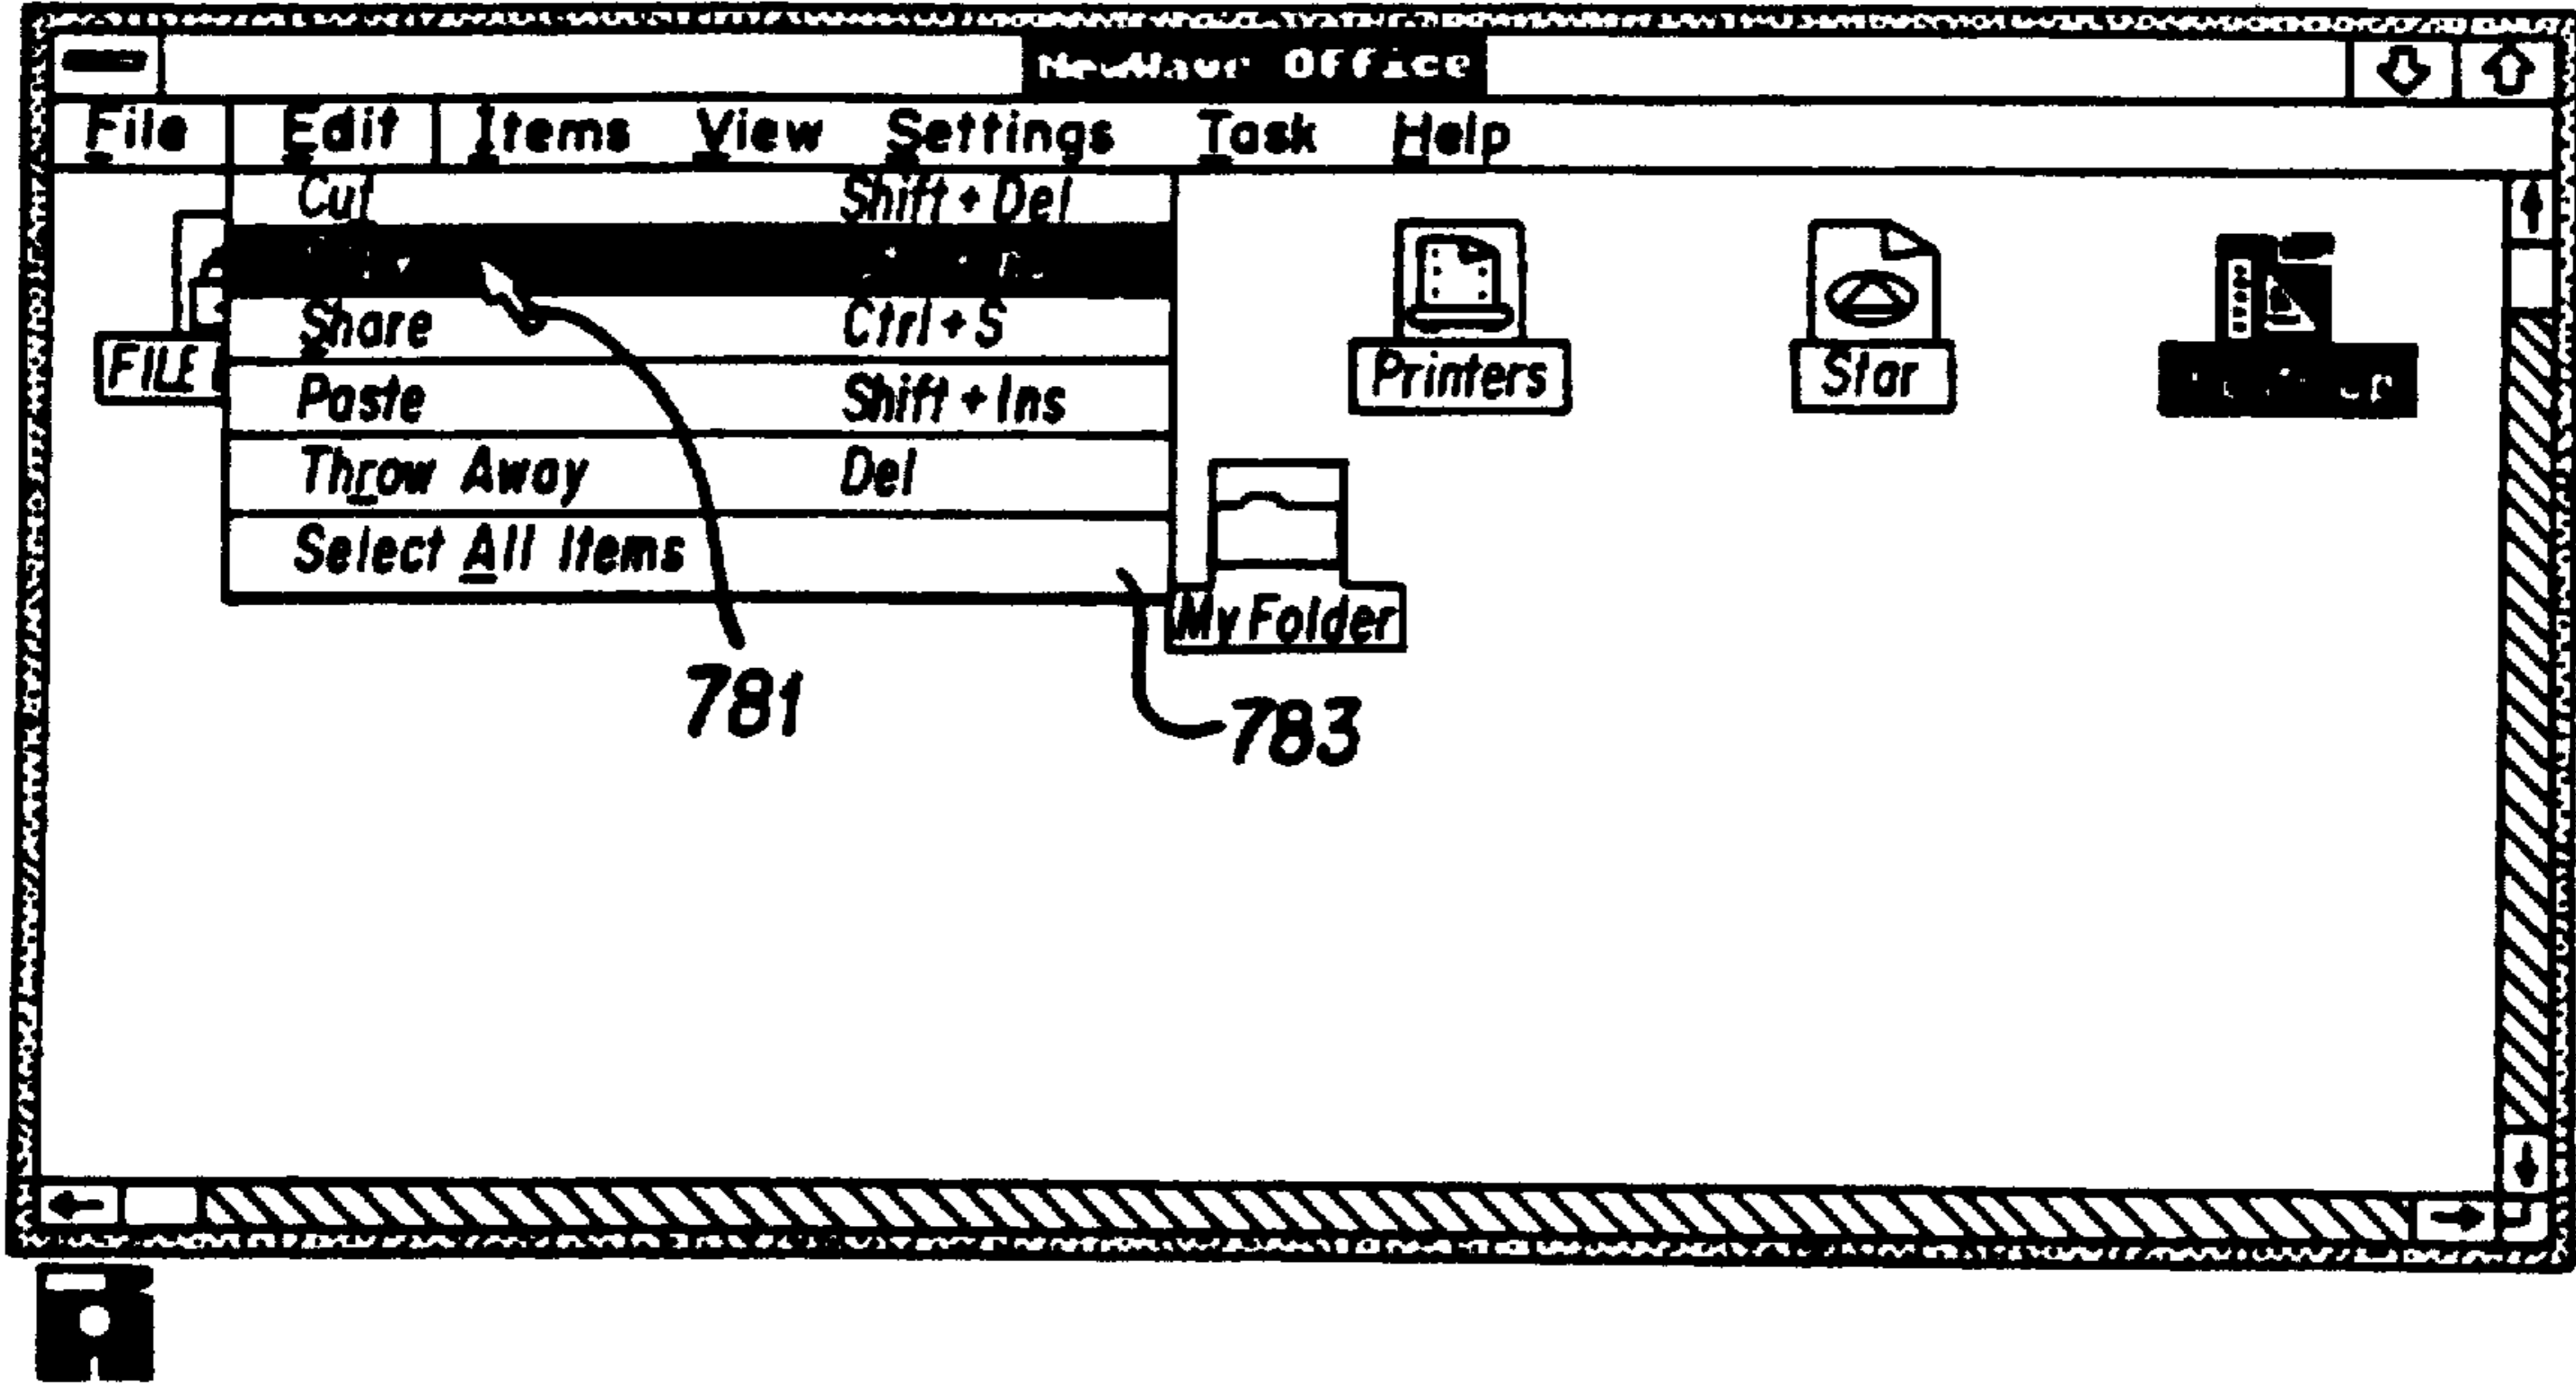 NewWave Office
File Edit Items View Settings Task Help
Cut Shift + Del
Share Ctrl + S
Paste Shift + Ins
Throw Away Del
Select All Items
FILE
Printers
Star
My Folder
781
783